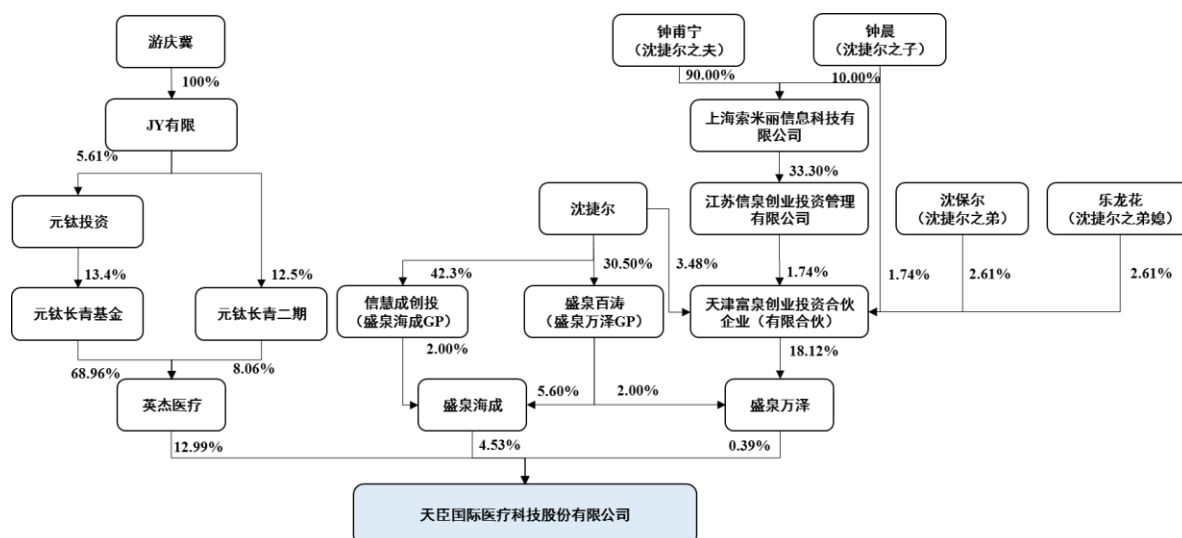 游庆冀
100%
JY有限
5.61%
元钛投资
13.4%
12.5%
元钛长青基金
元钛长青二期
68.96%
8.06%
英杰医疗
12.99%
钟甫宁
（沈捷尔之夫）
钟晨
（沈捷尔之子）
90.00%
10.00%
上海索米丽信息科技有
限公司
33.30%
沈捷尔
江苏信泉创业投资管理
有限公司
沈保尔
（沈捷尔之弟）
乐龙花
（沈捷尔之弟媳）
42.3%
30.50%
3.48%
1.74%
1.74%
2.61%
2.61%
信慧成创投
（盛泉海成GP）
盛泉百涛
（盛泉万泽GP）
天津富泉创业投资合伙
企业（有限合伙）
2.00%
18.12%
5.60%
2.00%
盛泉海成
盛泉万泽
4.53%
0.39%
天臣国际医疗科技股份有限公司